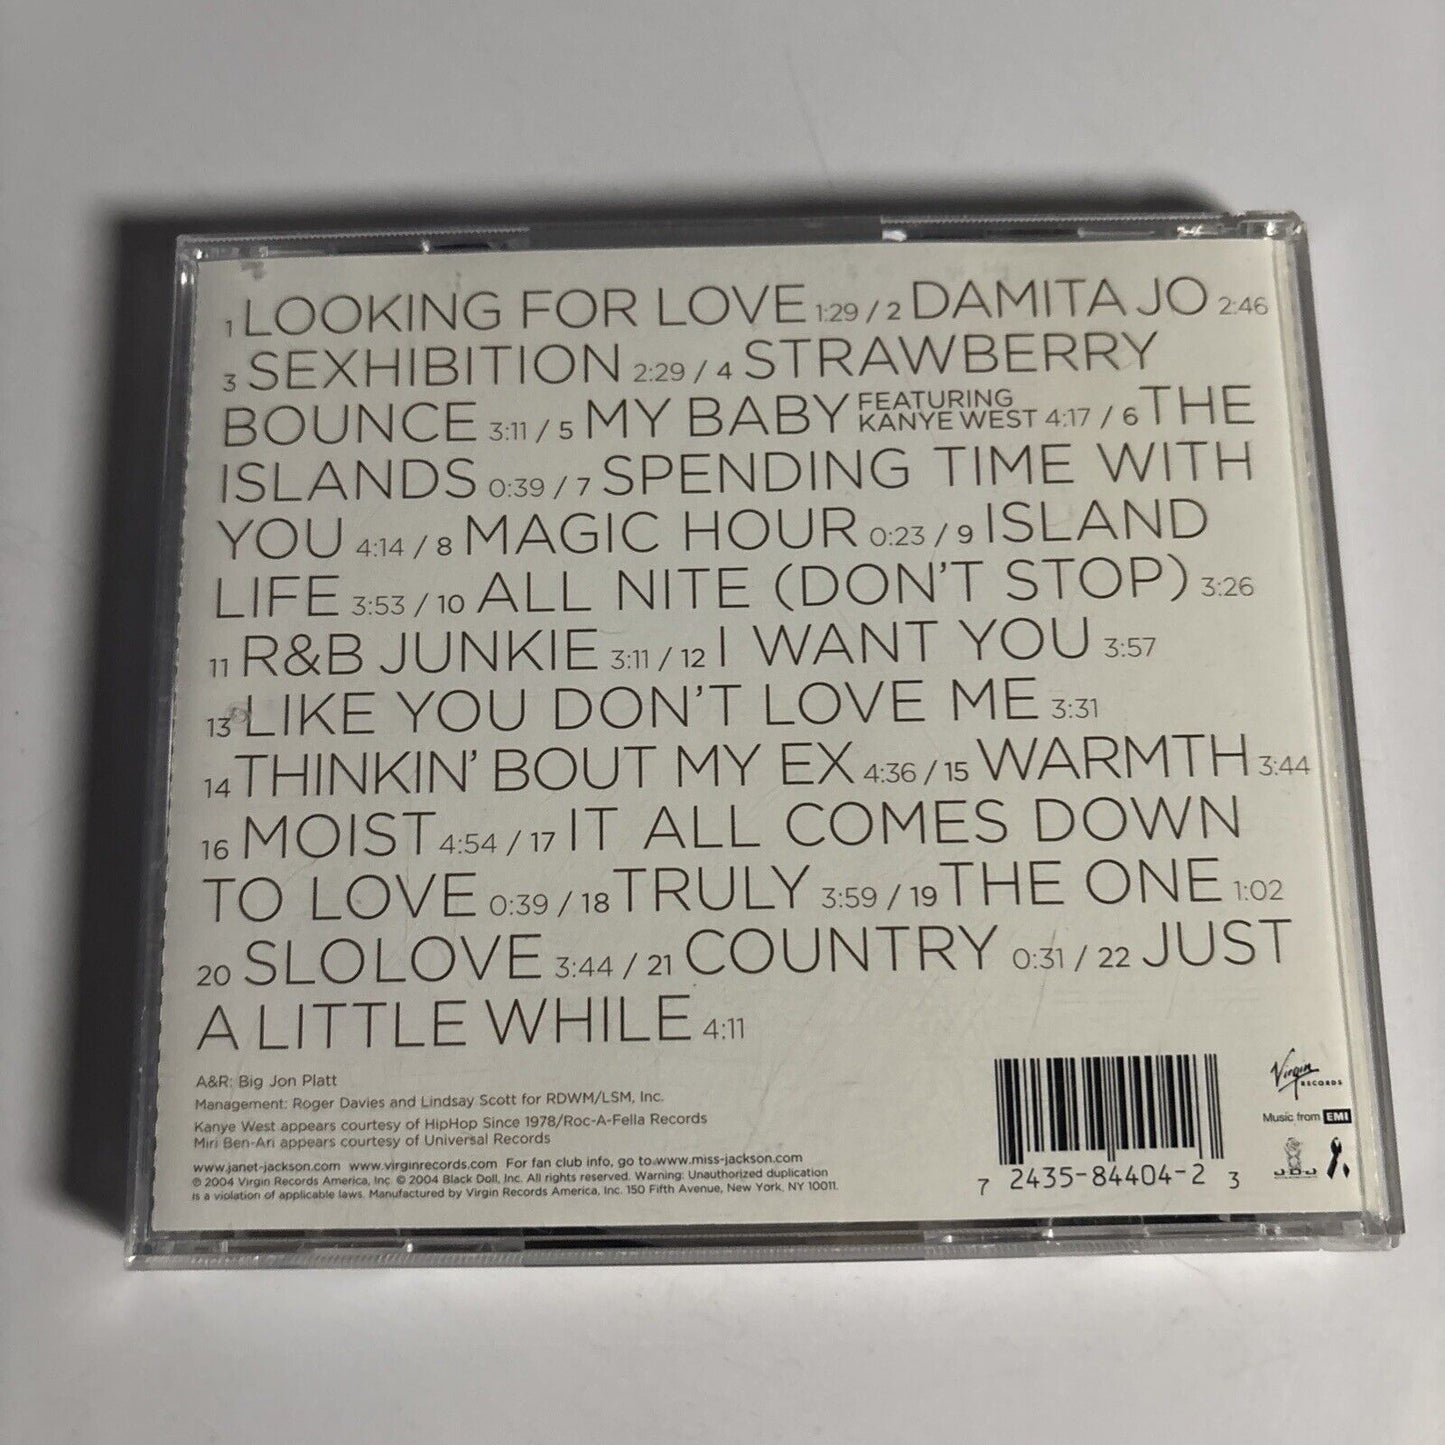 1 LOOKING FOR LOVE 1:29 / 2 DAMITA JO 2:46
3 SEXHIBITION 2:29 / 4 STRAWBERRY
BOUNCE 3:11 / 5 MY BABY FEATURING KANYE WEST 4:17 / 6 THE
ISLANDS 0:39 / 7 SPENDING TIME WITH
YOU 4:14 / 8 MAGIC HOUR 0:23 / 9 ISLAND
LIFE 3:53 / 10 ALL NITE (DON'T STOP) 3:26
11 R&B JUNKIE 3:11 / 12 I WANT YOU 3:57
13 LIKE YOU DON'T LOVE ME 3:31
14 THINKIN' BOUT MY EX 4:36 / 15 WARMTH 3:44
16 MOIST 4:54 / 17 IT ALL COMES DOWN
TO LOVE 0:39 / 18 TRULY 3:59 / 19 THE ONE 1:02
20 SLOLOVE 3:44 / 21 COUNTRY 0:31 / 22 JUST
A LITTLE WHILE 4:11
A&R: Big Jon Platt
Management: Roger Davies and Lindsay Scott for RDWM/LSM, Inc.
Kanye West appears courtesy of HipHop Since 1978/Roc-A-Fella Records
Miri Ben-Ari appears courtesy of Universal Records
www.janet-jackson.com www.virginrecords.com For fan club info, go to www.miss-jackson.com
℗ 2004 Virgin Records America, Inc. © 2004 Black Doll, Inc. All rights reserved. Warning: Unauthorized duplication
is a violation of applicable laws. Manufactured by Virgin Records America, Inc. 150 Fifth Avenue, New York, NY 10011.
7 2435-84404-2 3
Virgin
RECORDS
Music from EMI
JDJ